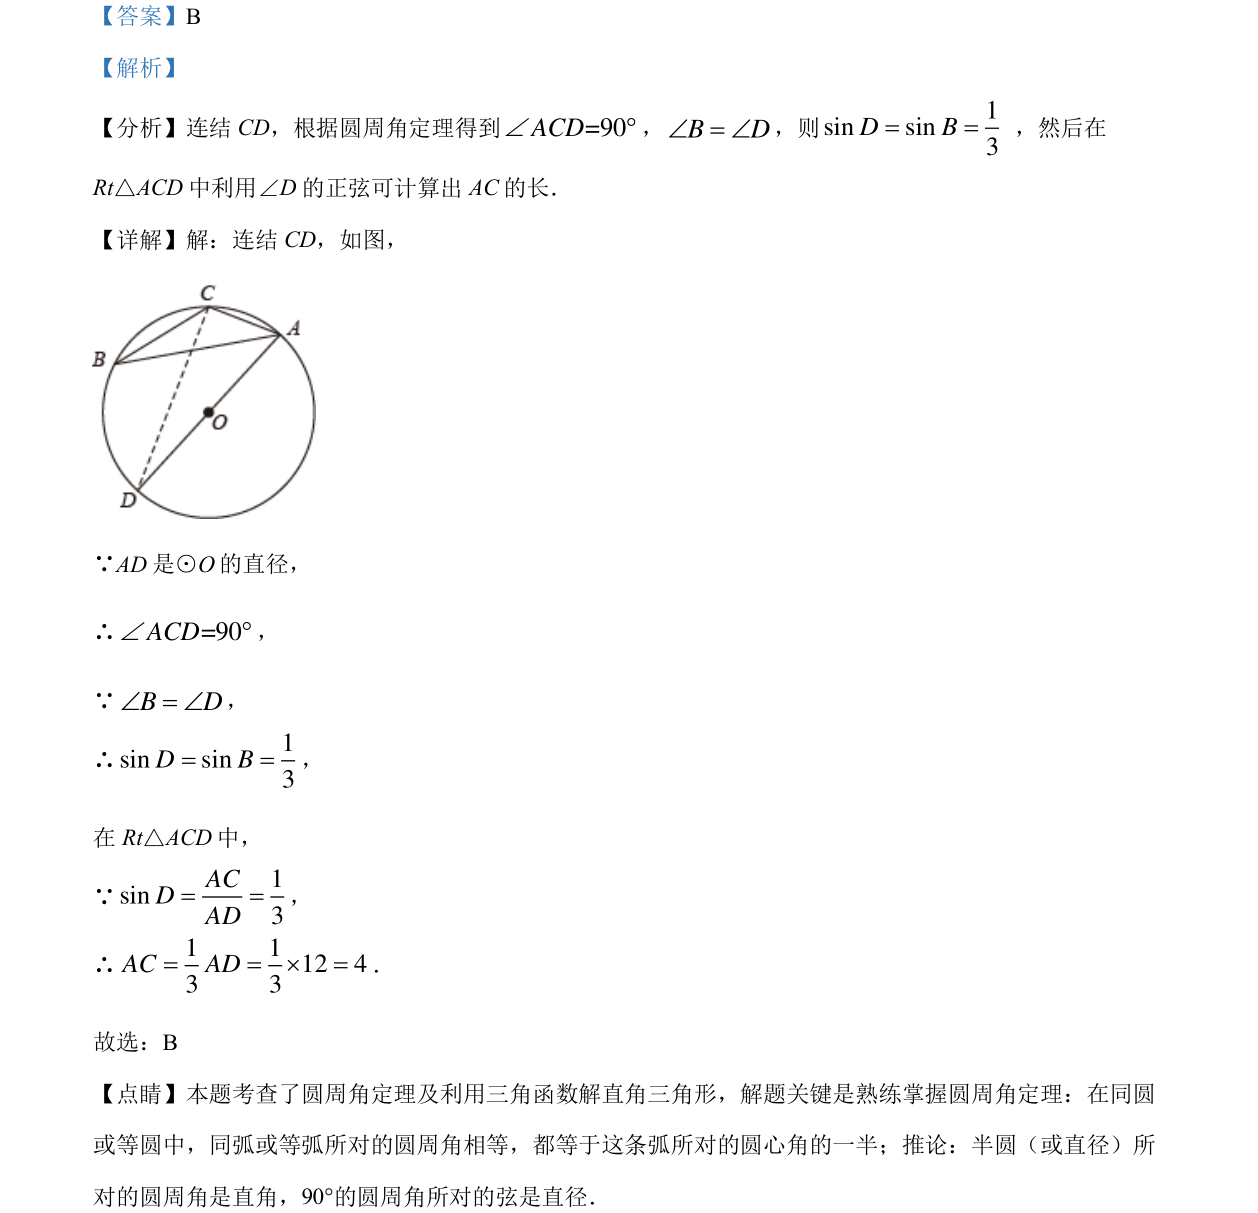 【答案】B
【解析】
【分析】连结 CD，根据圆周角定理得到∠ACD=90°，∠B = ∠D，则 sin D = sin B = 1/3 ，然后在
Rt△ACD 中利用∠D 的正弦可计算出 AC 的长．
【详解】解：连结 CD，如图，
C
A
B
O
D
∵AD 是⊙O 的直径，
∴∠ACD=90°，
∵∠B = ∠D，
∴sin D = sin B = 1/3，
在 Rt△ACD 中，
∵sin D = AC/AD = 1/3，
∴AC = 1/3 AD = 1/3 ×12 = 4．
故选：B
【点睛】本题考查了圆周角定理及利用三角函数解直角三角形，解题关键是熟练掌握圆周角定理：在同圆
或等圆中，同弧或等弧所对的圆周角相等，都等于这条弧所对的圆心角的一半；推论：半圆（或直径）所
对的圆周角是直角，90°的圆周角所对的弦是直径．